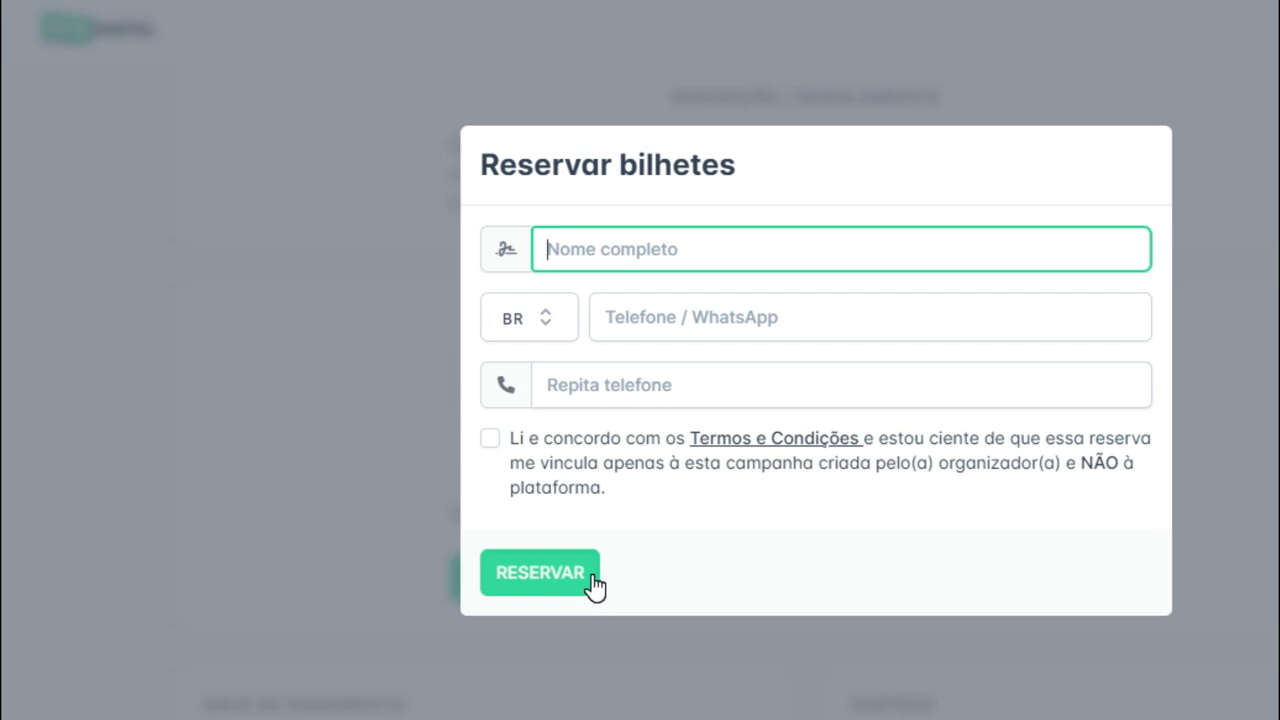 Reservar bilhetes
Nome completo
BR
Telefone / WhatsApp
Repita telefone
Li e concordo com os Termos e Condições e estou ciente de que essa reserva
me vincula apenas à esta campanha criada pelo(a) organizador(a) e NÃO à
plataforma.
RESERVAR